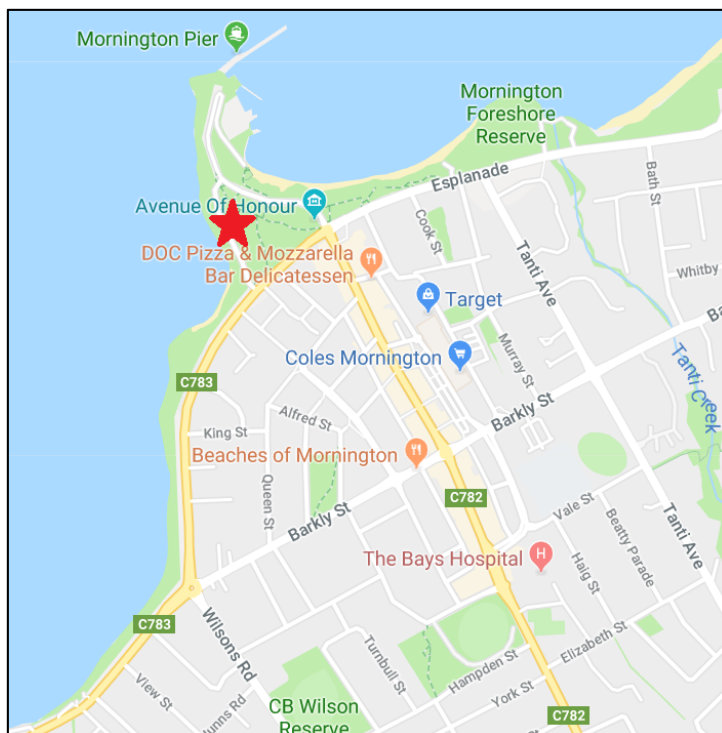 Mornington Pier
Mornington
Foreshore
Reserve
Esplanade
Bath St
Avenue Of Honour
Cook St
DOC Pizza & Mozzarella
Bar Delicatessen
Tanti Ave
Whitby
Target
Coles Mornington
Murray St
Tanti Creek
C783
Alfred St
King St
Barkly St
Beaches of Mornington
Queen St
C782
Barkly St
Vale St
Beatty Parade
Tanti Ave
The Bays Hospital
H
Haig St
C783
Wilsons Rd
Turnbull St
Elizabeth St
Hampden St
View St
York St
CB Wilson
Reserve
C782